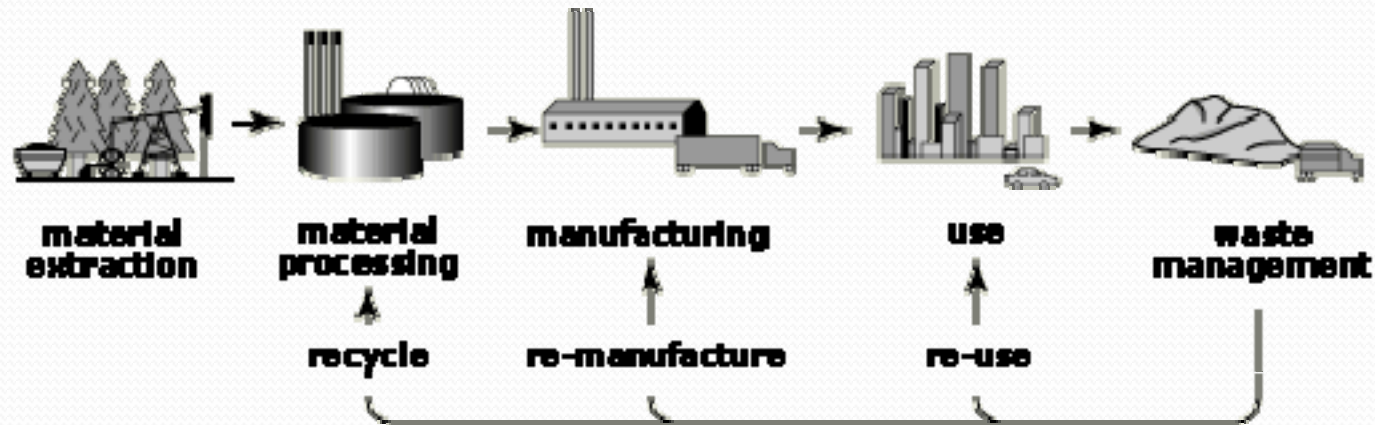 material
extraction
material
processing
manufacturing
use
waste
management
recycle
re-manufacture
re-use